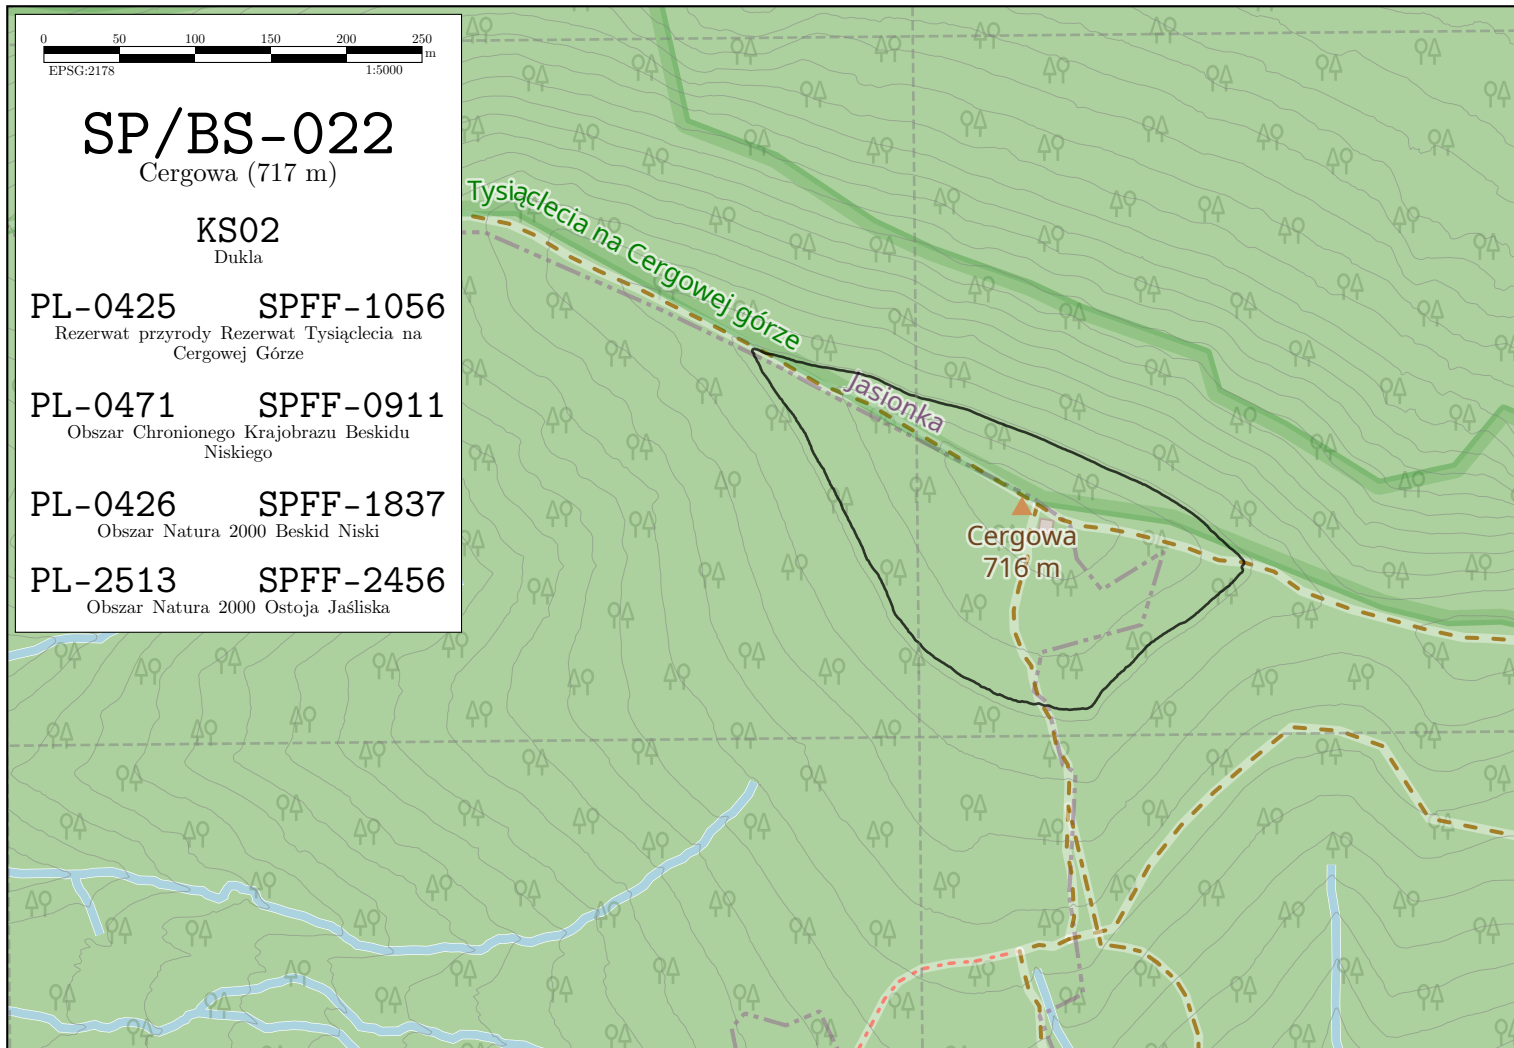 0 50 100 150 200 250
m
EPSG:2178 1:5000
SP/BS-022
Cergowa (717 m)
KS02
Dukla
PL-0425 SPFF-1056
Rezerwat przyrody Rezerwat Tysiąclecia na
Cergowej Górze
PL-0471 SPFF-0911
Obszar Chronionego Krajobrazu Beskidu
Niskiego
PL-0426 SPFF-1837
Obszar Natura 2000 Beskid Niski
PL-2513 SPFF-2456
Obszar Natura 2000 Ostoja Jaśliska
Tysiąclecia na Cergowej górze
Jasionka
Cergowa
716 m